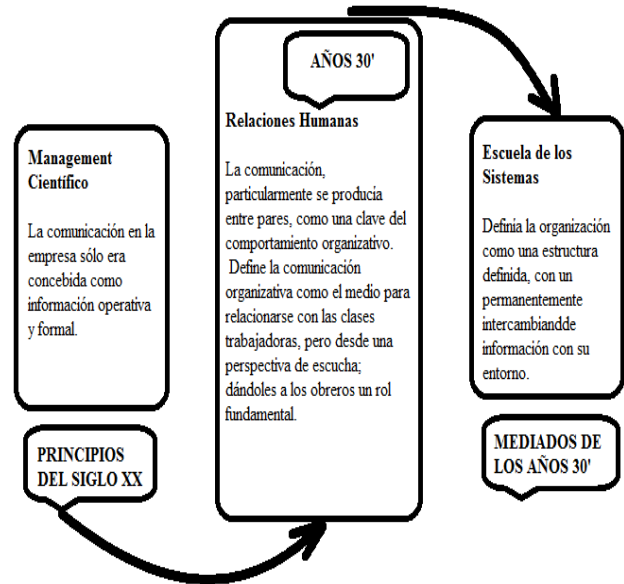 Management
Científico
La comunicación en la
empresa sólo era
concebida como
información operativa
y formal.
PRINCIPIOS
DEL SIGLO XX
AÑOS 30'
Relaciones Humanas
La comunicación,
particularmente se producía
entre pares, como una clave del
comportamiento organizativo.
Define la comunicación
organizativa como el medio para
relacionarse con las clases
trabajadoras, pero desde una
perspectiva de escucha;
dándoles a los obreros un rol
fundamental.
Escuela de los
Sistemas
Definia la organización
como una estructura
definida, con un
permanentemente
intercambiandde
información con su
entorno.
MEDIADOS DE
LOS AÑOS 30'